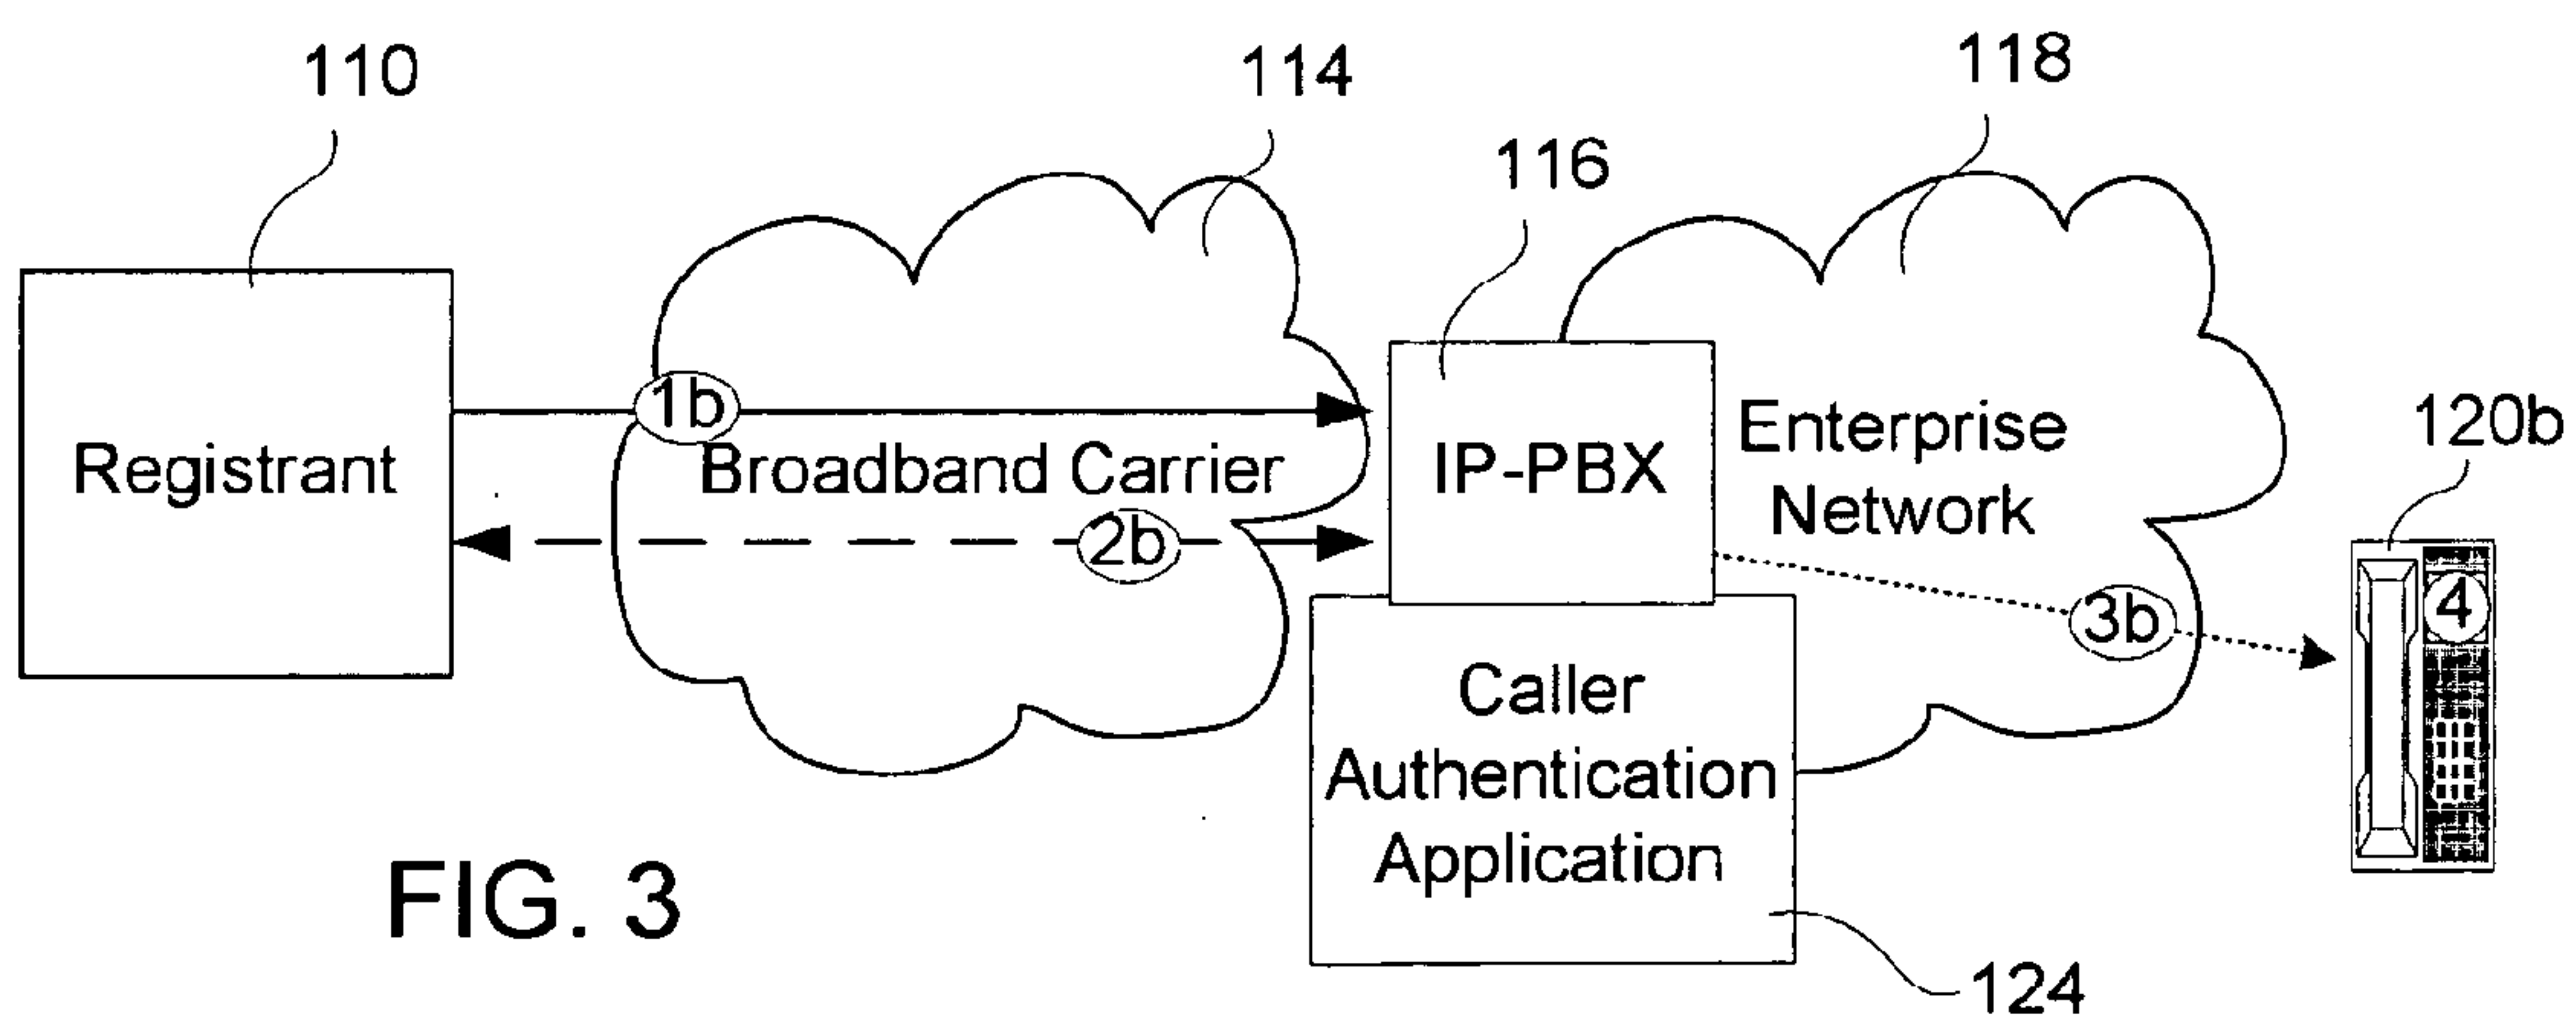 110
114
118
116
120b
1b
Registrant
Broadband Carrier
IP-PBX
Enterprise
Network
2b
3b
4
Caller
Authentication
Application
FIG. 3
124